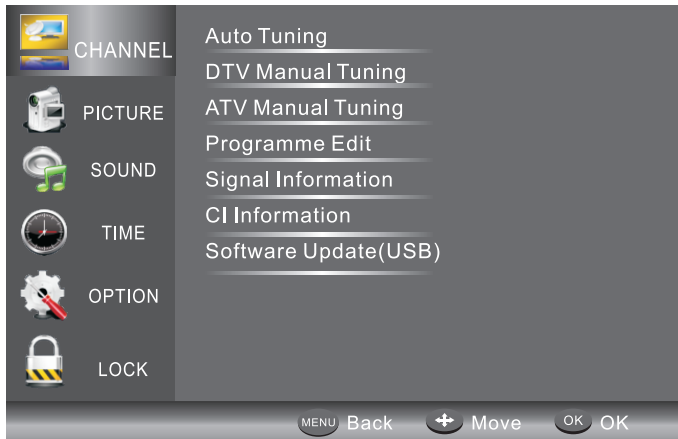 CHANNEL
PICTURE
SOUND
TIME
OPTION
LOCK
Auto Tuning
DTV Manual Tuning
ATV Manual Tuning
Programme Edit
Signal Information
CI Information
Software Update(USB)
MENU Back Move OK OK